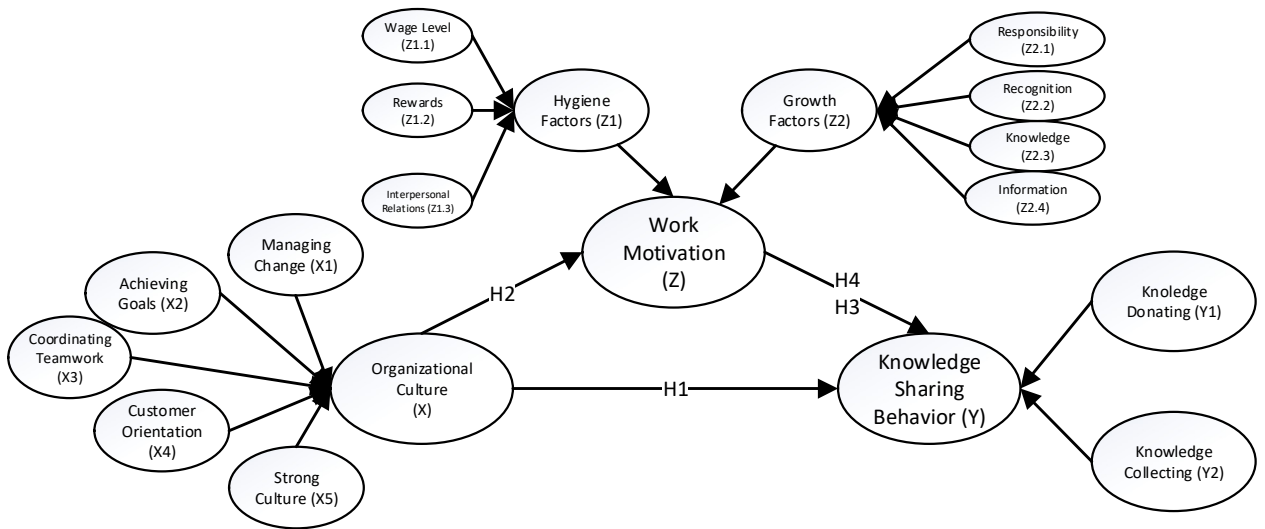 Wage Level
(Z1.1)
Rewards
(Z1.2)
Interpersonal
Relations (Z1.3)
Hygiene
Factors (Z1)
Growth
Factors (Z2)
Responsibility
(Z2.1)
Recognition
(Z2.2)
Knowledge
(Z2.3)
Information
(Z2.4)
Work
Motivation
(Z)
Managing
Change (X1)
Achieving
Goals (X2)
Coordinating
Teamwork
(X3)
Customer
Orientation
(X4)
Strong
Culture (X5)
Organizational
Culture
(X)
H2
H4
H3
H1
Knowledge
Sharing
Behavior (Y)
Knoledge
Donating (Y1)
Knowledge
Collecting (Y2)